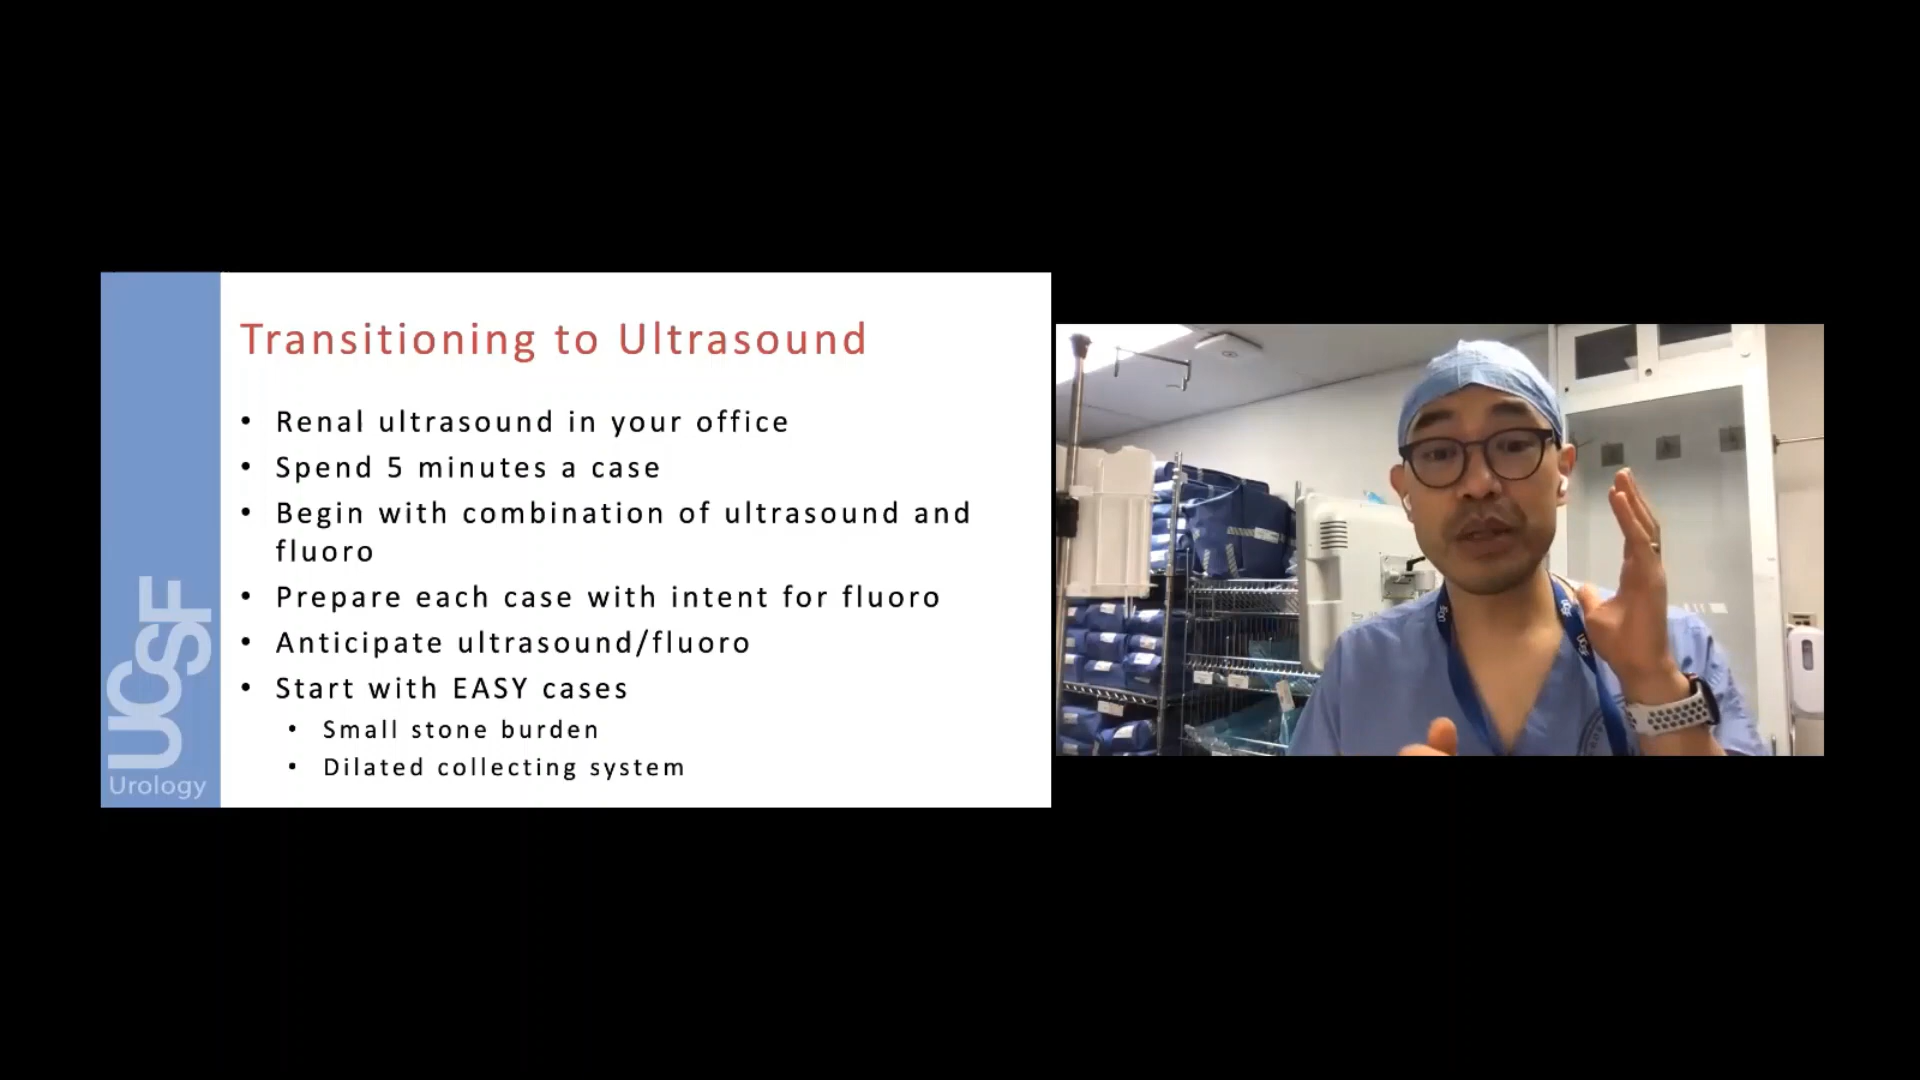 Transitioning to Ultrasound
• Renal ultrasound in your office
• Spend 5 minutes a case
• Begin with combination of ultrasound and
fluoro
• Prepare each case with intent for fluoro
• Anticipate ultrasound/fluoro
• Start with EASY cases
• Small stone burden
• Dilated collecting system
UCSF
Urology